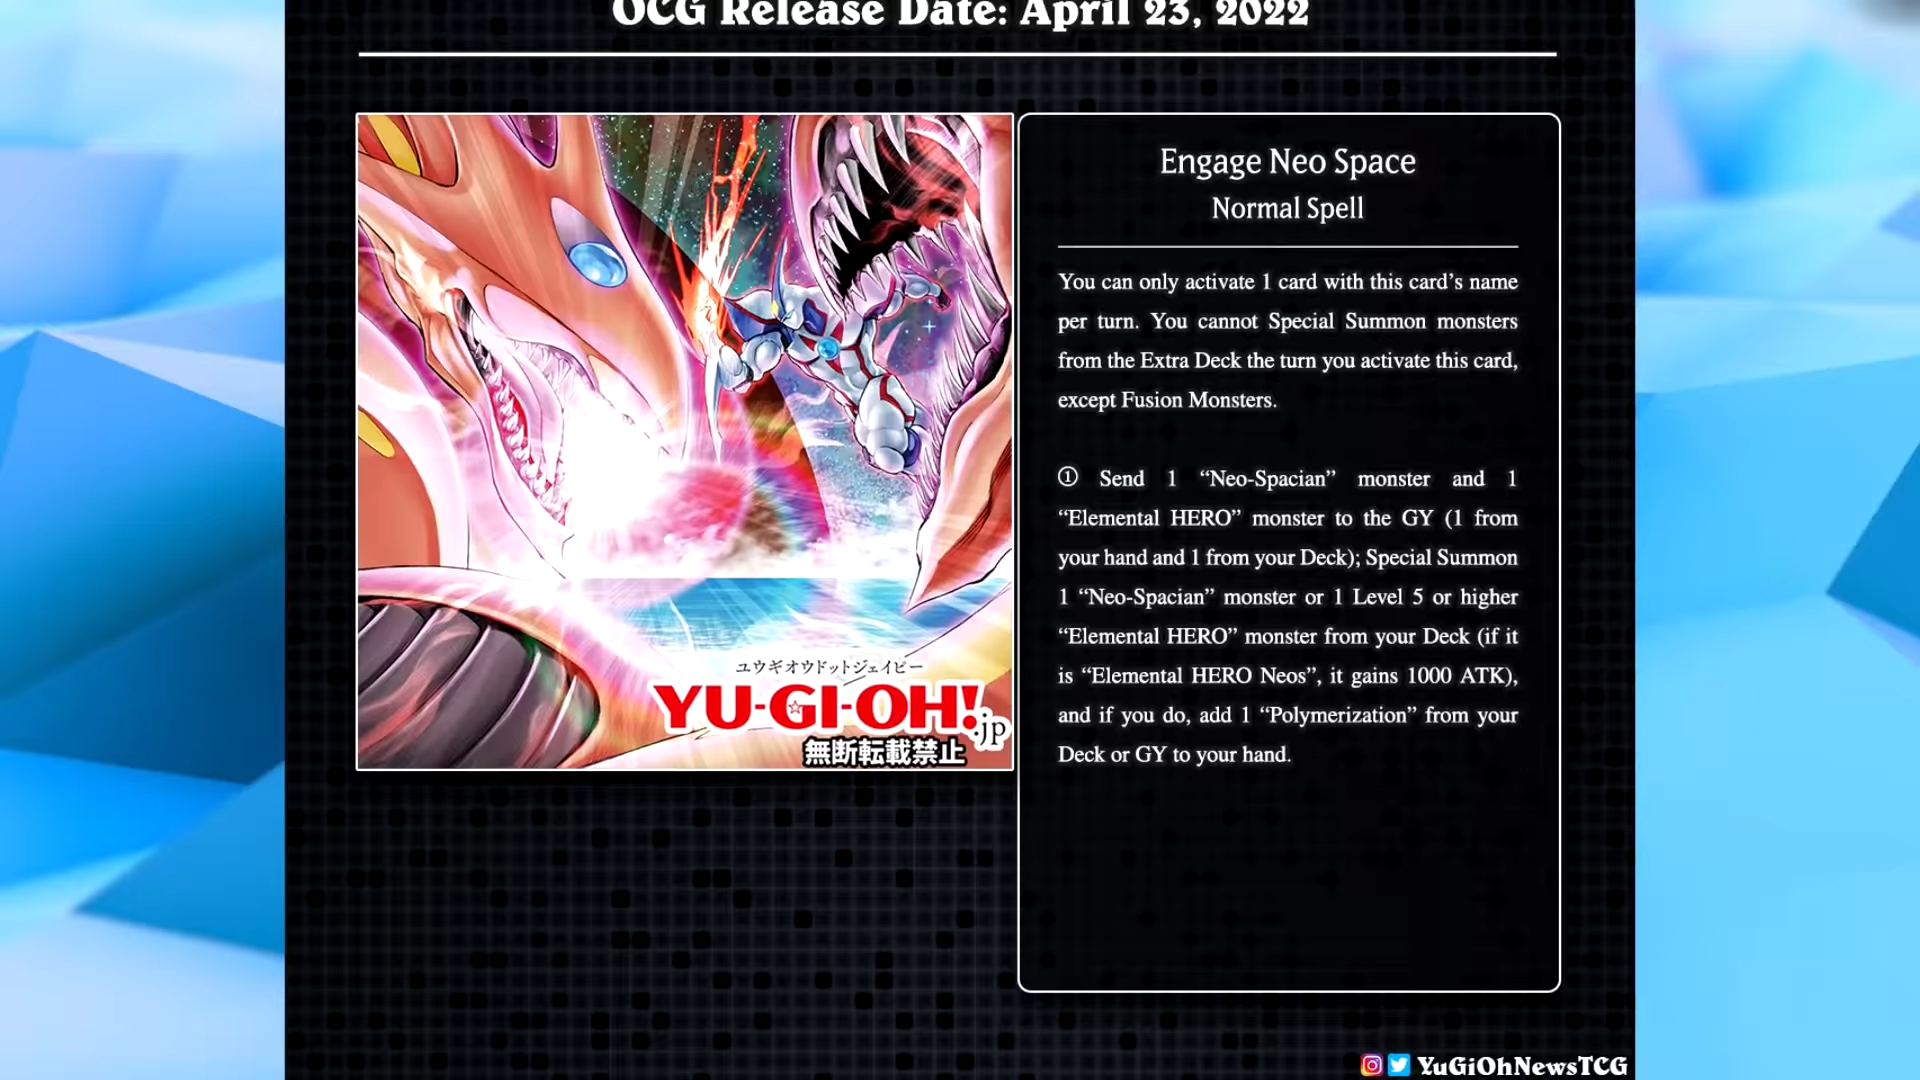 OCG Release Date: April 23, 2022
Engage Neo Space
Normal Spell
You can only activate 1 card with this card’s name
per turn. You cannot Special Summon monsters
from the Extra Deck the turn you activate this card,
except Fusion Monsters.
① Send 1 “Neo-Spacian” monster and 1
“Elemental HERO” monster to the GY (1 from
your hand and 1 from your Deck); Special Summon
1 “Neo-Spacian” monster or 1 Level 5 or higher
“Elemental HERO” monster from your Deck (if it
is “Elemental HERO Neos”, it gains 1000 ATK),
and if you do, add 1 “Polymerization” from your
Deck or GY to your hand.
ユウギオウドットジェイピー
YU-GI-OH!.jp
無断転載禁止
YuGiOhNewsTCG